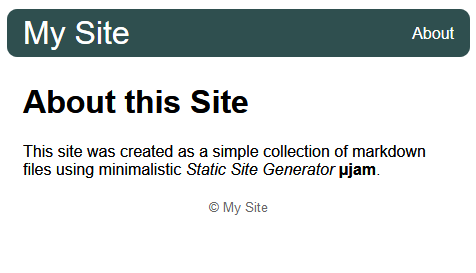 My Site
About
About this Site
This site was created as a simple collection of markdown
files using minimalistic Static Site Generator µjam.
© My Site